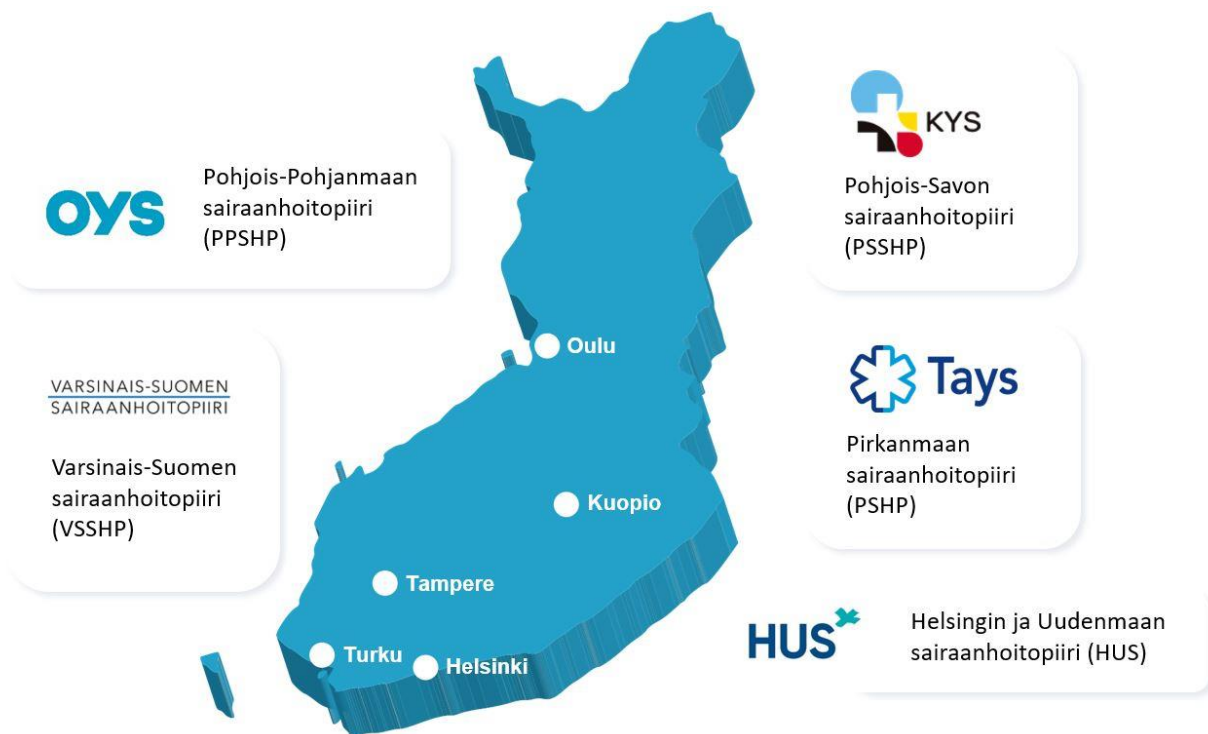 OYS
Pohjois-Pohjanmaan
sairaanhoitopiiri
(PPSHP)
VARSINAIS-SUOMEN
SAIRAANHOITOPIIRI
Varsinais-Suomen
sairaanhoitopiiri
(VSSHP)
Oulu
Kuopio
Tampere
Turku
Helsinki
KYS
Pohjois-Savon
sairaanhoitopiiri
(PSSHP)
Tays
Pirkanmaan
sairaanhoitopiiri
(PSHP)
HUS
Helsingin ja Uudenmaan
sairaanhoitopiiri (HUS)